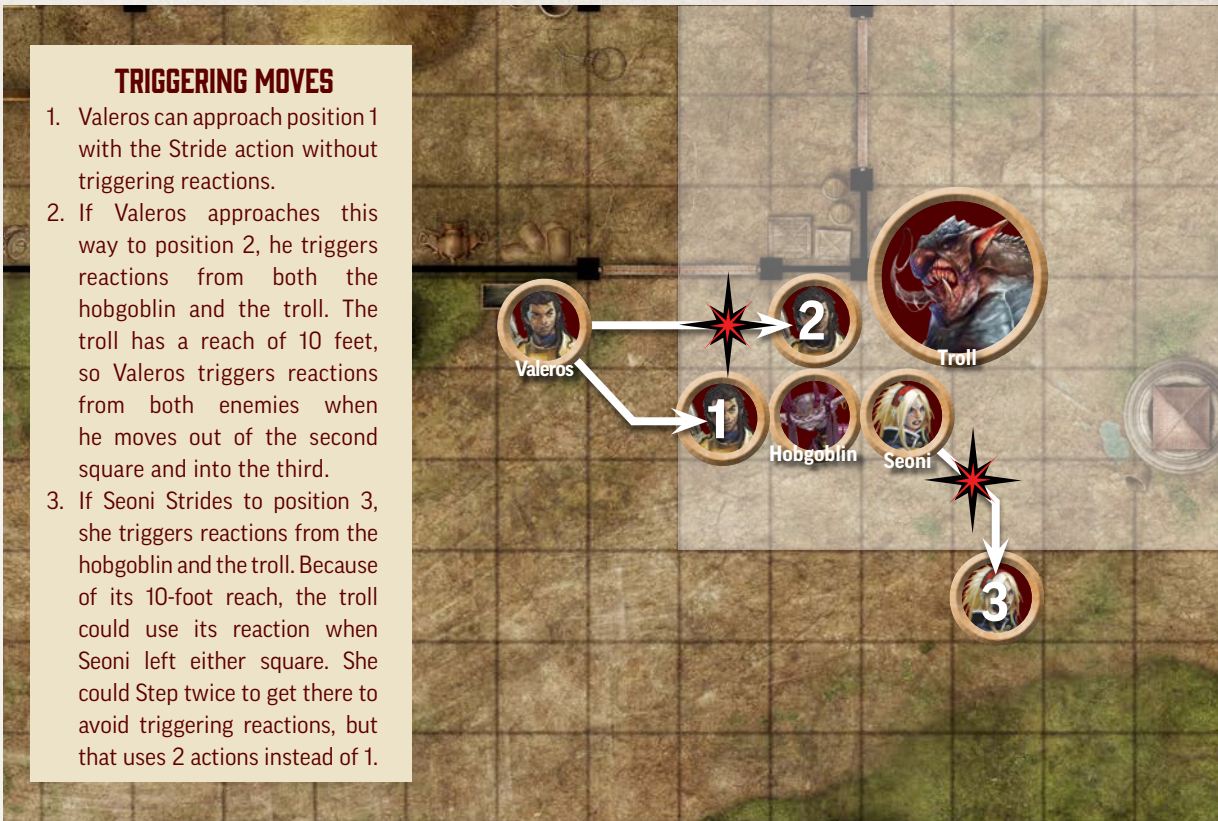 TRIGGERING MOVES
1. Valeros can approach position 1
with the Stride action without
triggering reactions.
2. If Valeros approaches this
way to position 2, he triggers
reactions from both the
hobgoblin and the troll. The
troll has a reach of 10 feet,
so Valeros triggers reactions
from both enemies when
he moves out of the second
square and into the third.
3. If Seoni Strides to position 3,
she triggers reactions from the
hobgoblin and the troll. Because
of its 10-foot reach, the troll
could use its reaction when
Seoni left either square. She
could Step twice to get there to
avoid triggering reactions, but
that uses 2 actions instead of 1.
2
Troll
Valeros
1
Hobgoblin
Seoni
3